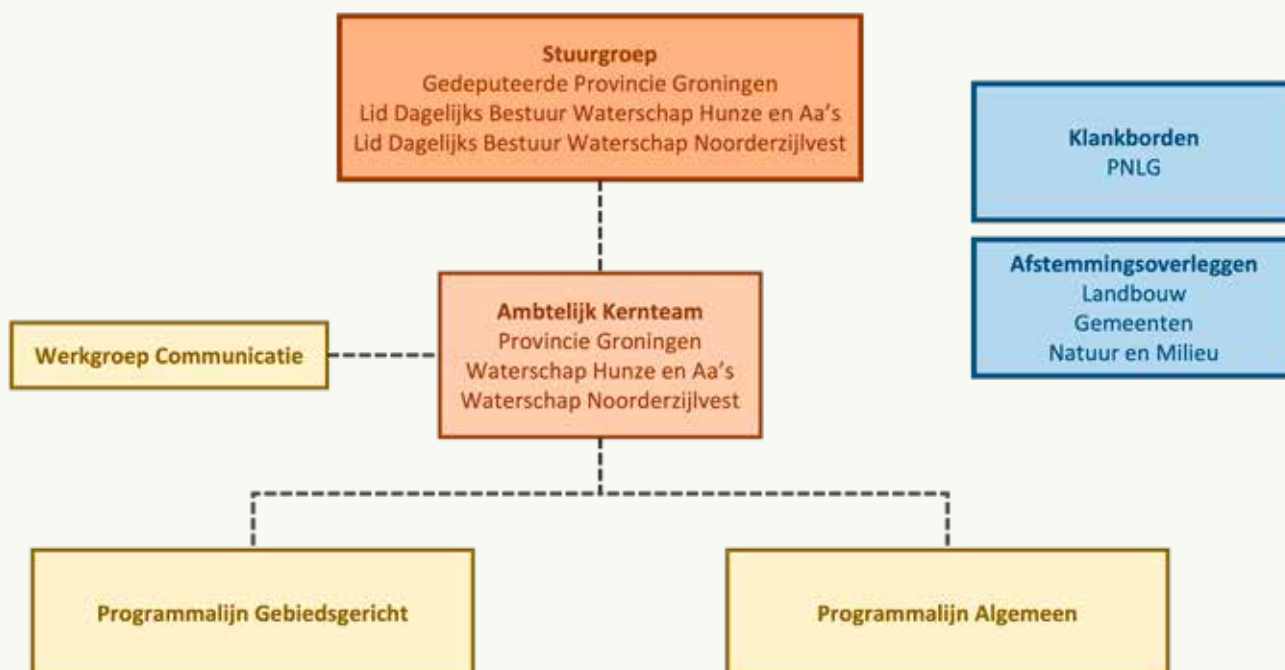 Stuurgroep
Gedeputeerde Provincie Groningen
Lid Dagelijks Bestuur Waterschap Hunze en Aa's
Lid Dagelijks Bestuur Waterschap Noorderzijlvest
Klankborden
PNLG
Afstemmingsoverleggen
Landbouw
Gemeenten
Natuur en Milieu
Ambtelijk Kernteam
Provincie Groningen
Waterschap Hunze en Aa's
Waterschap Noorderzijlvest
Werkgroep Communicatie
Programmalijn Gebiedsgericht
Programmalijn Algemeen